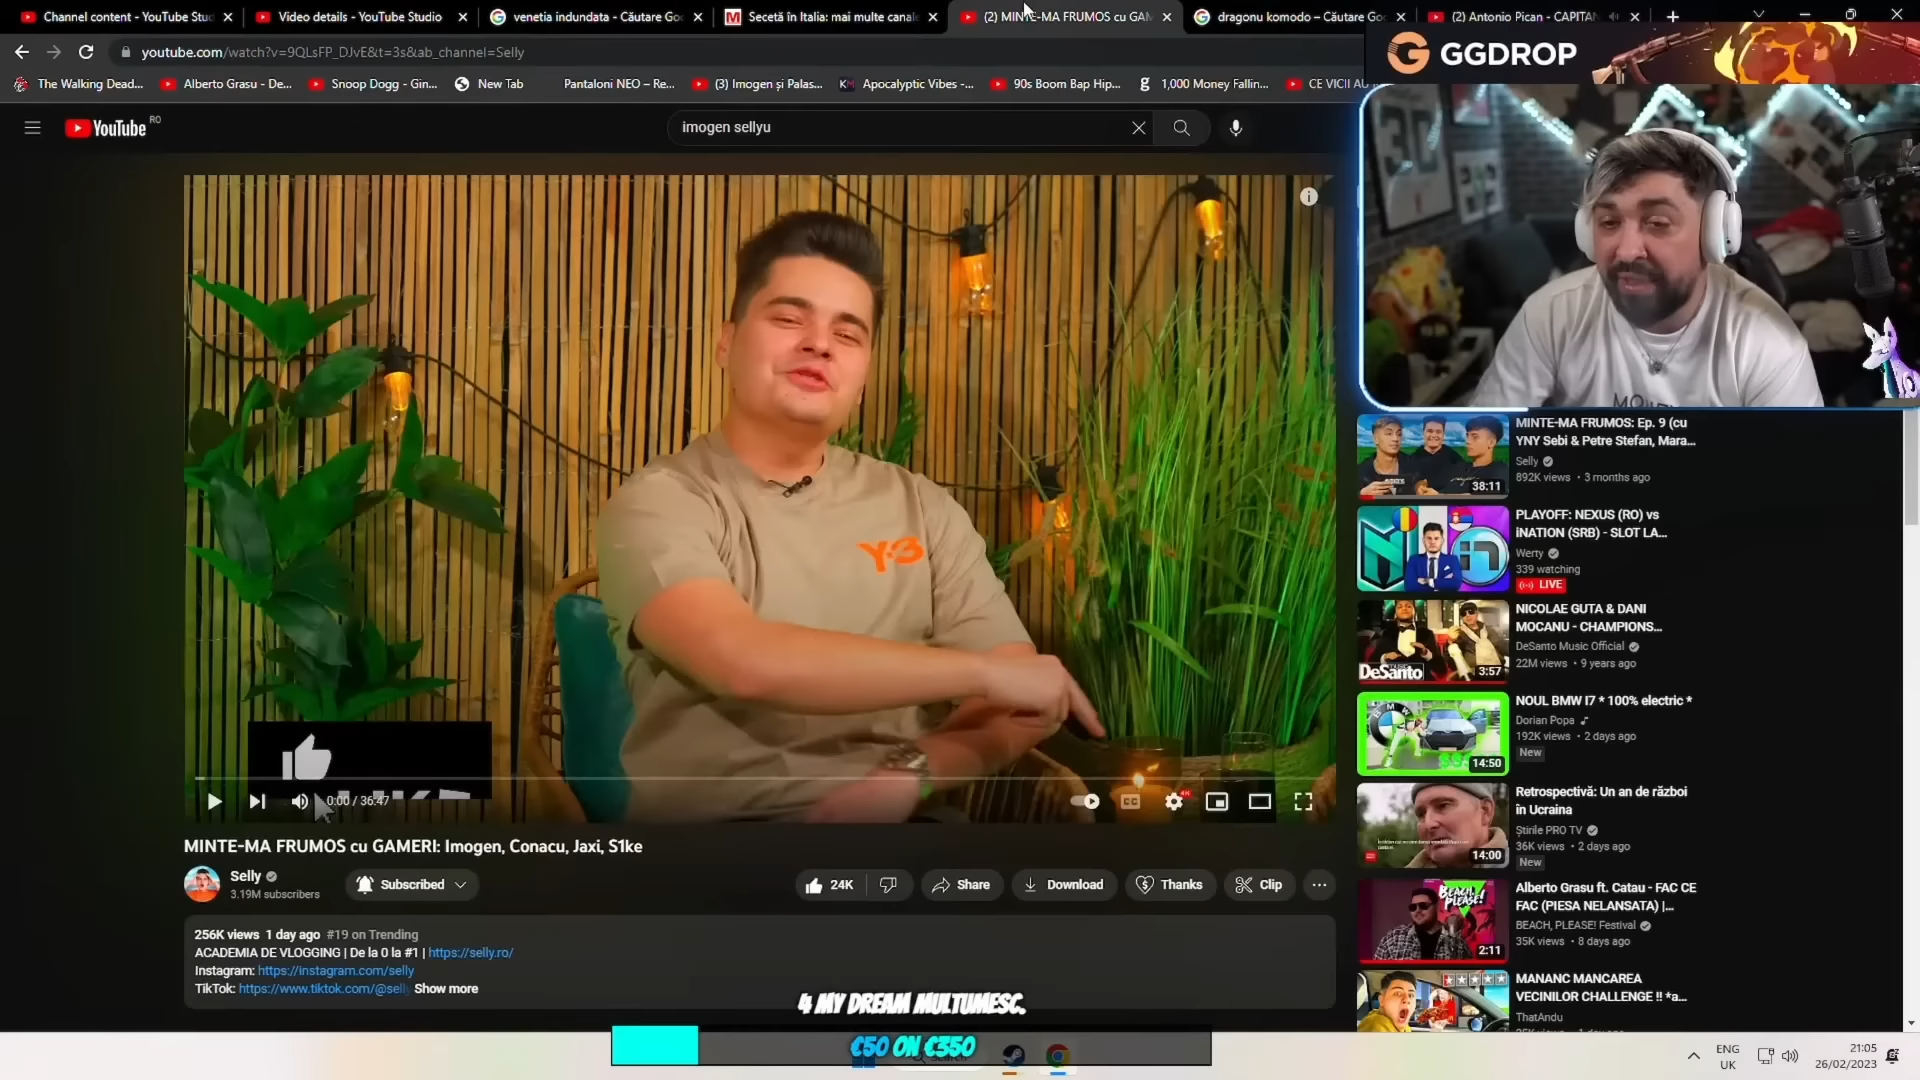 Channel content - YouTube Stud
Video details - YouTube Studio
venetia indundata - Căutare Go
Secetă în Italia: mai multe canale
(2) MINTE-MA FRUMOS cu GAM
dragonu komodo – Căutare Goo
(2) Antonio Pican - CAPITAN
youtube.com/watch?v=9QLsFP_DJvE&t=3s&ab_channel=Selly
GGDROP
The Walking Dead...
Alberto Grasu - De...
Snoop Dogg - Gin...
New Tab
Pantaloni NEO – Re...
(3) Imogen și Palas...
KM
Apocalyptic Vibes -...
90s Boom Bap Hip...
1,000 Money Fallin...
CE VICII AU
YouTube RO
imogen sellyu
Y-3
0:00 / 36:47
MINTE-MA FRUMOS cu GAMERI: Imogen, Conacu, Jaxi, S1ke
Selly
3.19M subscribers
Subscribed
24K
Share
Download
Thanks
Clip
256K views 1 day ago #19 on Trending
ACADEMIA DE VLOGGING | De la 0 la #1 | https://selly.ro/
Instagram: https://instagram.com/selly
TikTok: https://www.tiktok.com/@selly Show more
38:11
MINTE-MA FRUMOS: Ep. 9 (cu
YNY Sebi & Petre Stefan, Mara...
Selly
892K views • 3 months ago
PLAYOFF: NEXUS (RO) vs
iNATION (SRB) - SLOT LA...
Werty
339 watching
LIVE
DeSanto
3:57
NICOLAE GUTA & DANI
MOCANU - CHAMPIONS...
DeSanto Music Official
22M views • 9 years ago
BMW
14:50
NOUL BMW I7 * 100% electric *
Dorian Popa
192K views • 2 days ago
New
14:00
Retrospectivă: Un an de război
în Ucraina
Știrile PRO TV
36K views • 2 days ago
New
BEACH, PLEASE!
2:11
Alberto Grasu ft. Catau - FAC CE
FAC (PIESA NELANSATA) |...
BEACH, PLEASE! Festival
35K views • 8 days ago
MANANC MANCAREA
VECINILOR CHALLENGE !! *a...
ThatAndu
4 MY DREAM MULTUMESC.
€50 ON €350
ENG
UK
21:05
26/02/2023